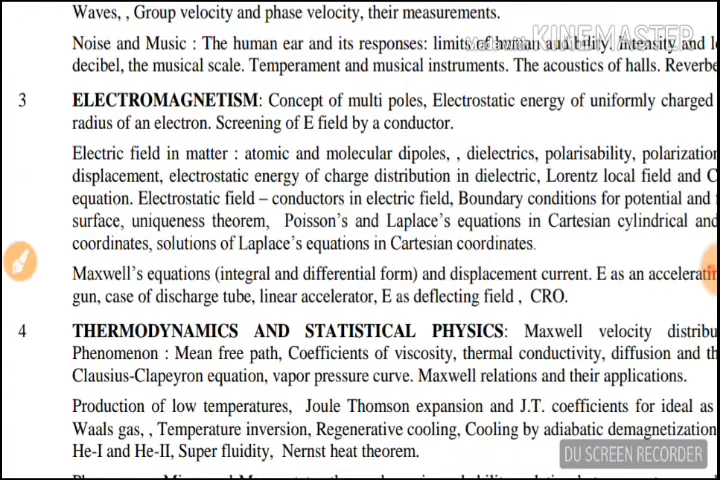 Waves, , Group velocity and phase velocity, their measurements.
Noise and Music : The human ear and its responses: limits of human audibility, intensity and lo
decibel, the musical scale. Temperament and musical instruments. The acoustics of halls. Reverbe
KINEMASTER
3 ELECTROMAGNETISM: Concept of multi poles, Electrostatic energy of uniformly charged
radius of an electron. Screening of E field by a conductor.
Electric field in matter : atomic and molecular dipoles, , dielectrics, polarisability, polarization
displacement, electrostatic energy of charge distribution in dielectric, Lorentz local field and C
equation. Electrostatic field – conductors in electric field, Boundary conditions for potential and
surface, uniqueness theorem, Poisson's and Laplace's equations in Cartesian cylindrical and
coordinates, solutions of Laplace's equations in Cartesian coordinates.
Maxwell's equations (integral and differential form) and displacement current. E as an acceleratin
gun, case of discharge tube, linear accelerator, E as deflecting field , CRO.
4 THERMODYNAMICS AND STATISTICAL PHYSICS: Maxwell velocity distribu
Phenomenon : Mean free path, Coefficients of viscosity, thermal conductivity, diffusion and th
Clausius-Clapeyron equation, vapor pressure curve. Maxwell relations and their applications.
Production of low temperatures, Joule Thomson expansion and J.T. coefficients for ideal as
Waals gas, , Temperature inversion, Regenerative cooling, Cooling by adiabatic demagnetization
He-I and He-II, Super fluidity, Nernst heat theorem.
DU SCREEN RECORDER